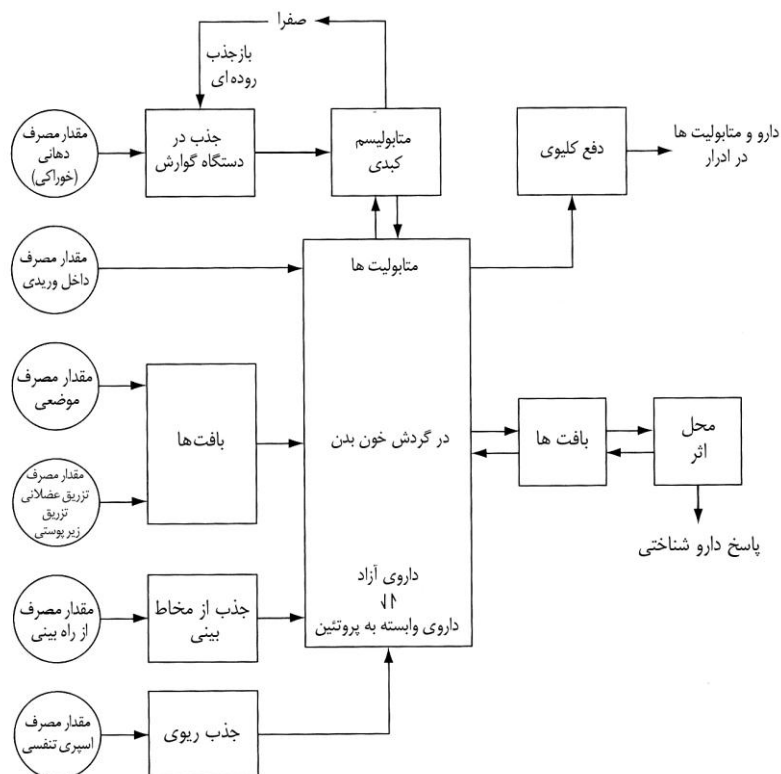 صفرا
بازجذب
روده ای
مقدار مصرف
دهانی
(خوراکی)
جذب در
دستگاه گوارش
متابولیسم
کبدی
دفع کلیوی
دارو و متابولیت ها
در ادرار
مقدار مصرف
داخل وریدی
متابولیت ها
مقدار مصرف
موضعی
بافت‌ها
در گردش خون بدن
بافت ها
محل
اثر
مقدار مصرف
تزریق عضلانی
تزریق
زیرپوستی
پاسخ دارو شناختی
داروی آزاد
⇃↾
داروی وابسته به پروتئین
مقدار مصرف
از راه بینی
جذب از مخاط
بینی
مقدار مصرف
اسپری تنفسی
جذب ریوی